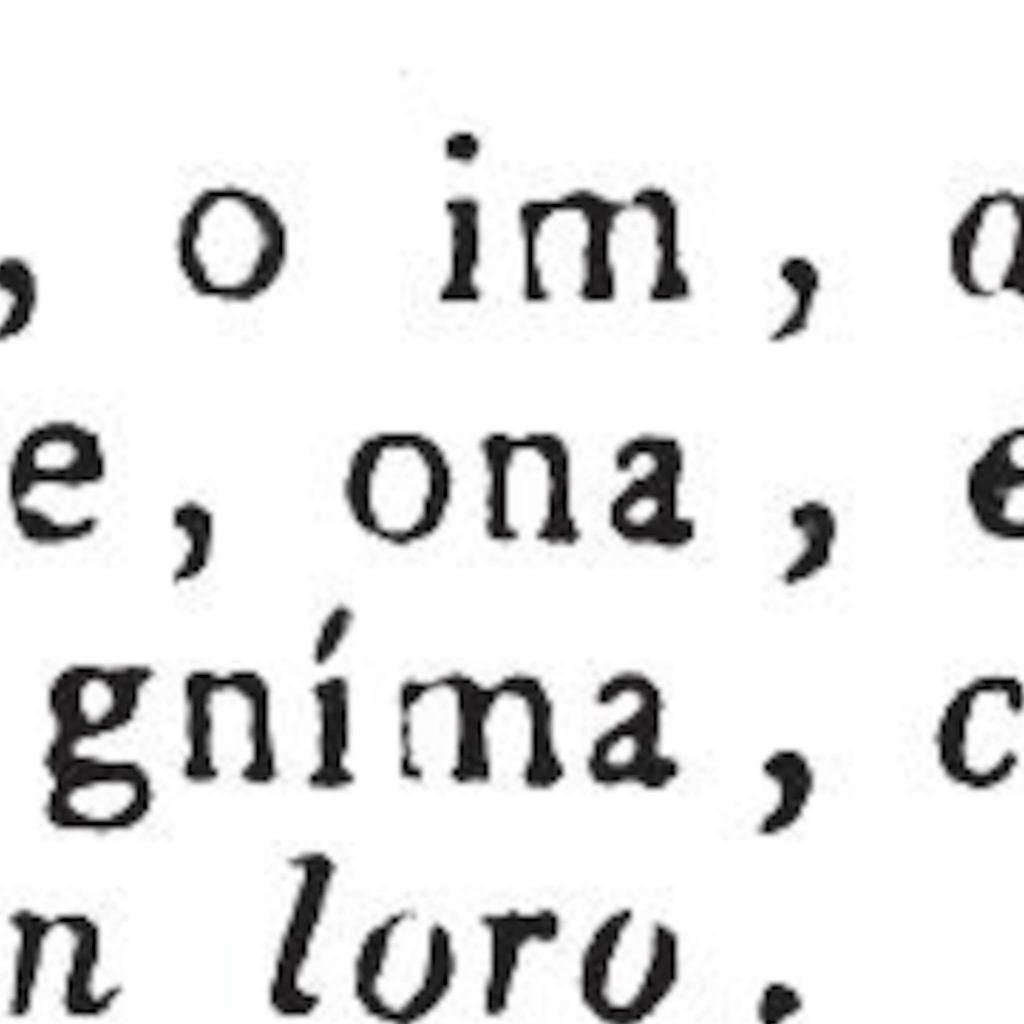 , o im ,
e , ona ,
gníma , c
n loro .